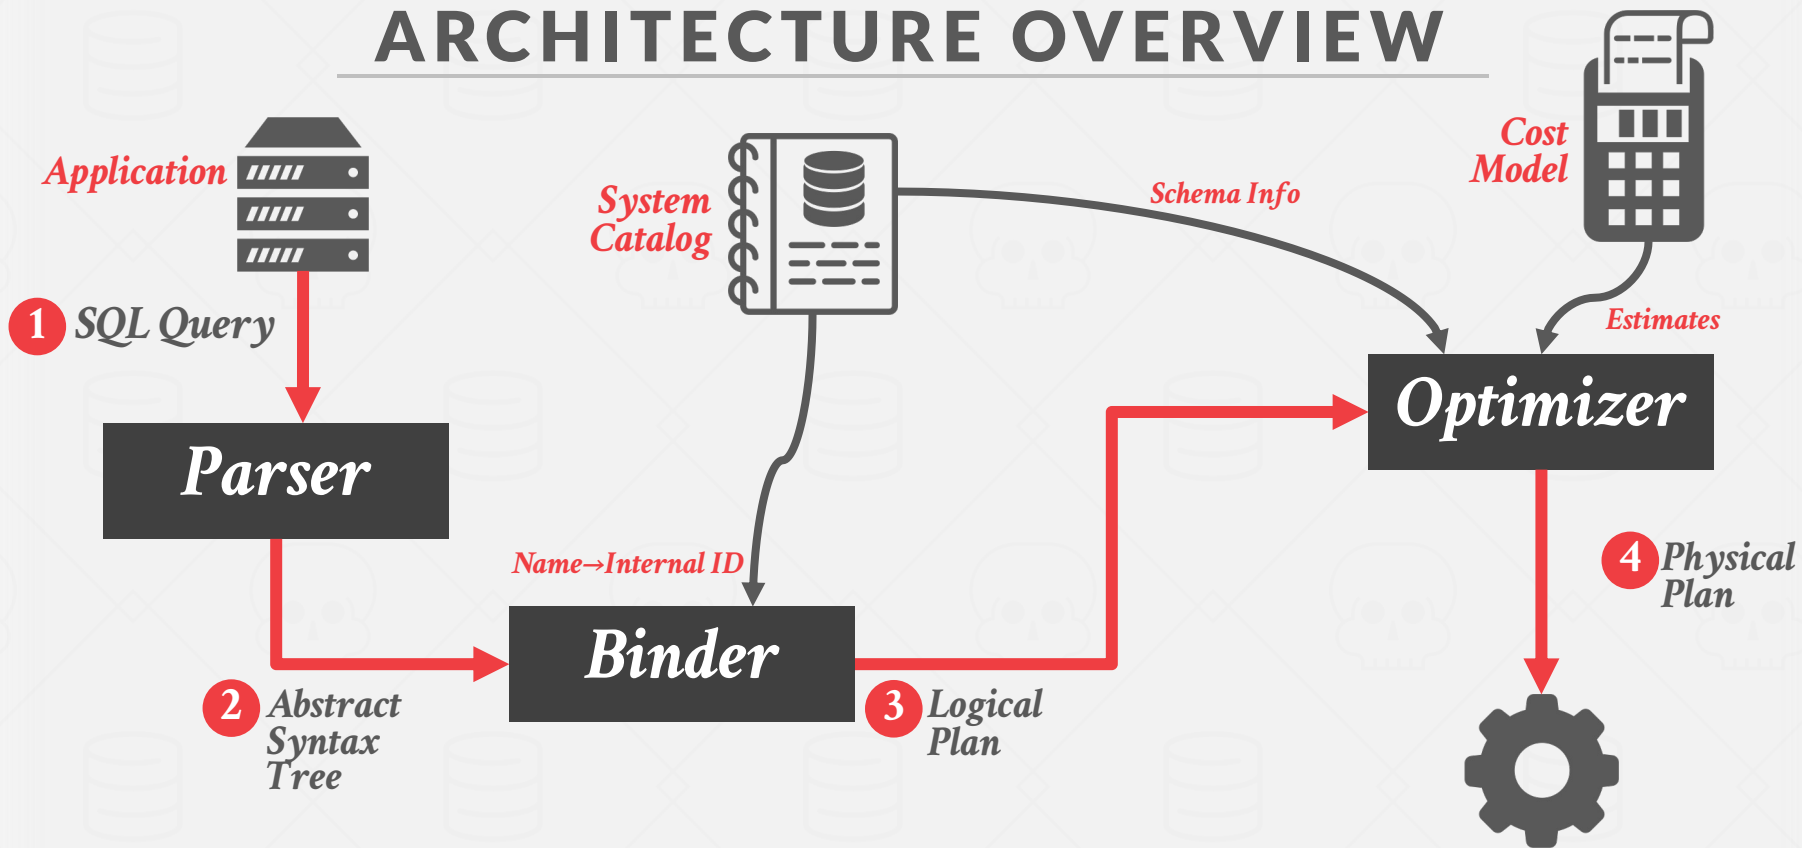 ARCHITECTURE OVERVIEW
Application
1 SQL Query
Parser
2 Abstract
Syntax
Tree
System
Catalog
Name→Internal ID
Binder
3 Logical
Plan
Schema Info
Cost
Model
Estimates
Optimizer
4 Physical
Plan